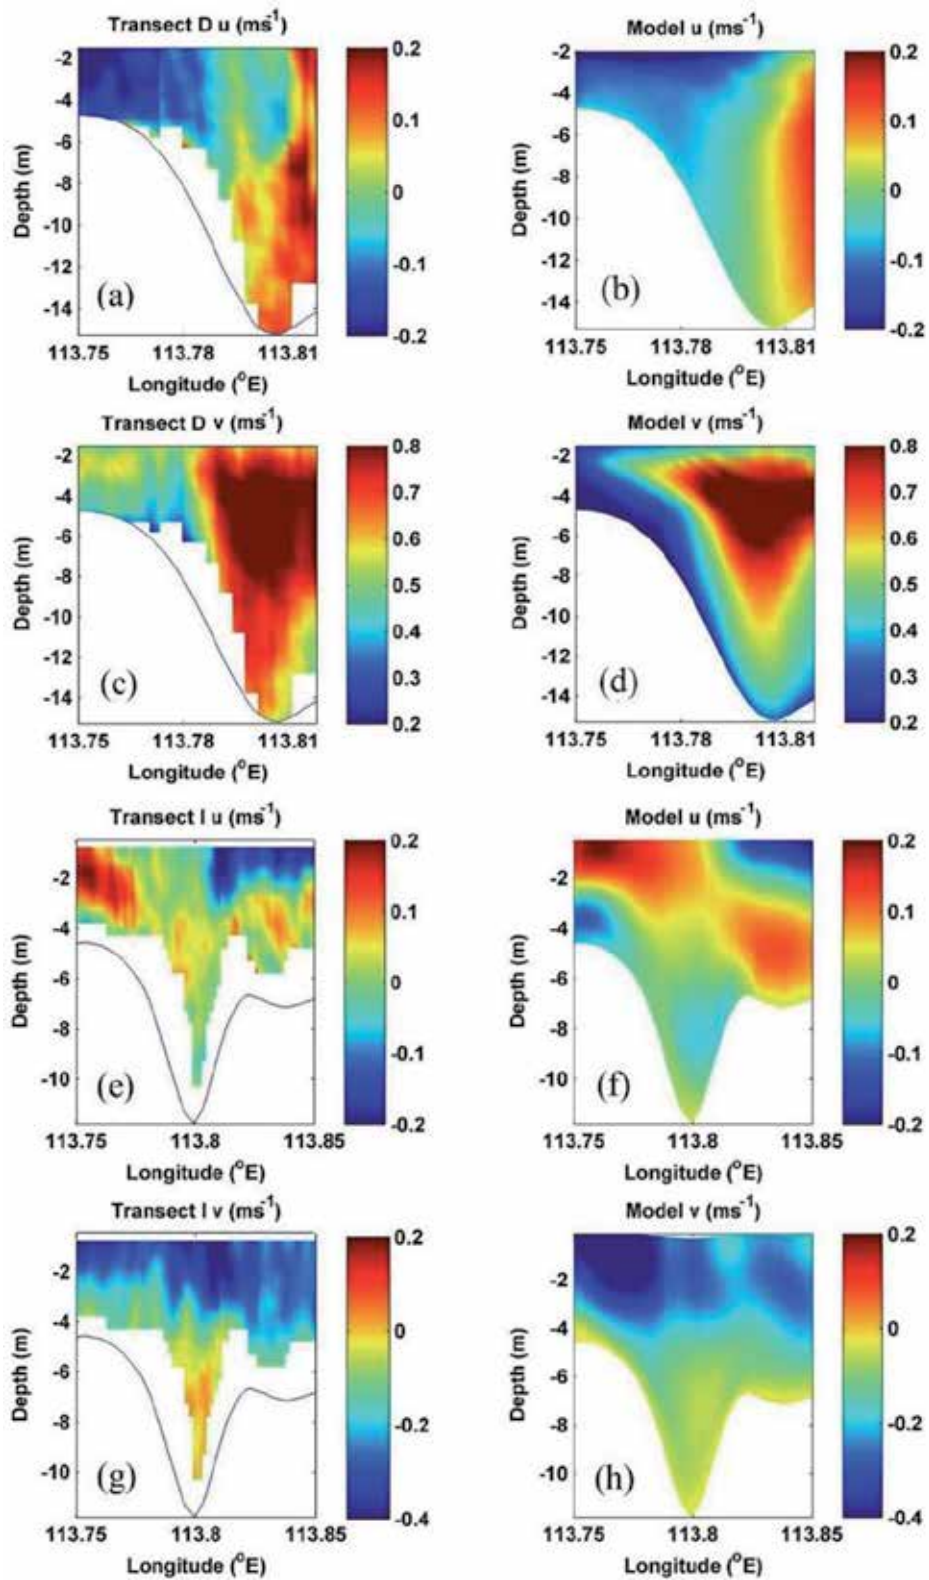 Transect D u (ms-1)
-2
-4
-6
-8
-10
-12
-14
Depth (m)
(a)
113.75 113.78 113.81
Longitude (°E)
0.2
0.1
0
-0.1
-0.2
Model u (ms-1)
-2
-4
-6
-8
-10
-12
-14
Depth (m)
(b)
113.75 113.78 113.81
Longitude (°E)
0.2
0.1
0
-0.1
-0.2
Transect D v (ms-1)
-2
-4
-6
-8
-10
-12
-14
Depth (m)
(c)
113.75 113.78 113.81
Longitude (°E)
0.8
0.7
0.6
0.5
0.4
0.3
0.2
Model v (ms-1)
-2
-4
-6
-8
-10
-12
-14
Depth (m)
(d)
113.75 113.78 113.81
Longitude (°E)
0.8
0.7
0.6
0.5
0.4
0.3
0.2
Transect I u (ms-1)
-2
-4
-6
-8
-10
Depth (m)
(e)
113.75 113.8 113.85
Longitude (°E)
0.2
0.1
0
-0.1
-0.2
Model u (ms-1)
-2
-4
-6
-8
-10
Depth (m)
(f)
113.75 113.8 113.85
Longitude (°E)
0.2
0.1
0
-0.1
-0.2
Transect I v (ms-1)
-2
-4
-6
-8
-10
Depth (m)
(g)
113.75 113.8 113.85
Longitude (°E)
0.2
0
-0.2
-0.4
Model v (ms-1)
-2
-4
-6
-8
-10
Depth (m)
(h)
113.75 113.8 113.85
Longitude (°E)
0.2
0
-0.2
-0.4